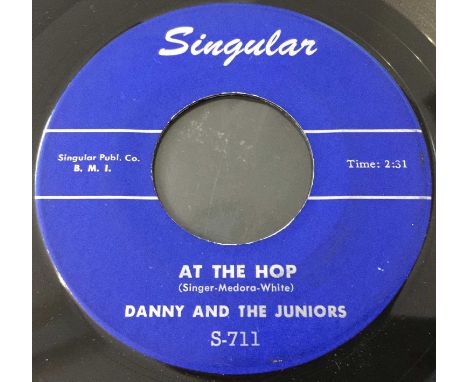 Singular
Singular Publ. Co.
B. M. I.
Time: 2:31
AT THE HOP
(Singer-Medora-White)
DANNY AND THE JUNIORS
S-711